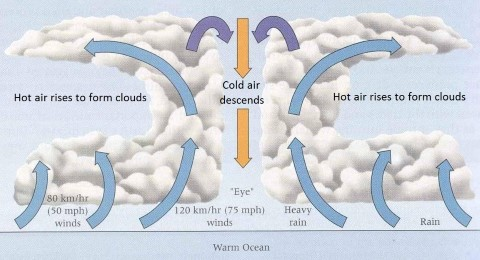 Cold air
descends
Hot air rises to form clouds
Hot air rises to form clouds
"Eye"
80 km/hr
(50 mph)
winds
120 km/hr (75 mph)
winds
Heavy
rain
Rain
Warm Ocean